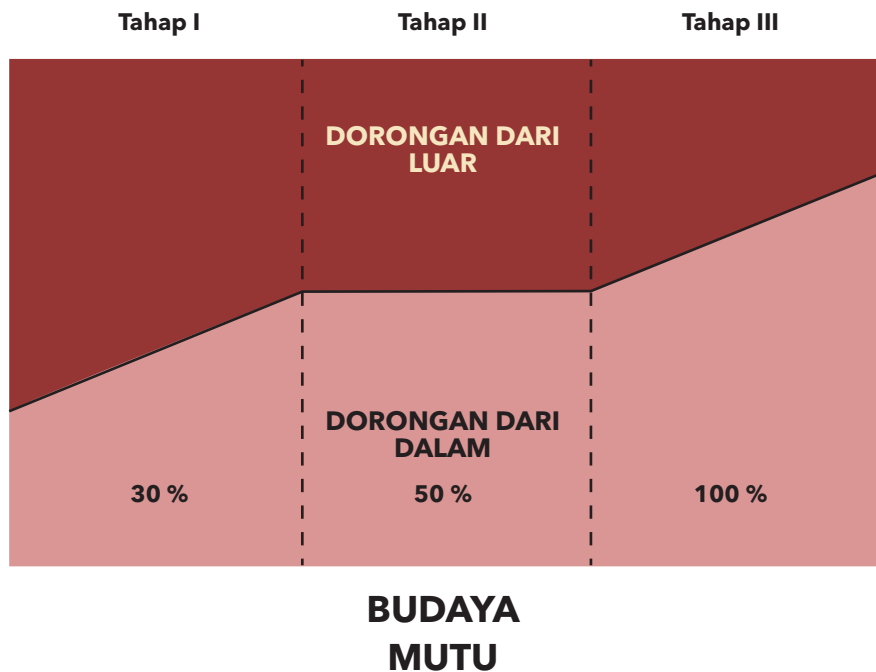 Tahap I
Tahap II
Tahap III
DORONGAN DARI
LUAR
DORONGAN DARI
DALAM
30 %
50 %
100 %
BUDAYA
MUTU